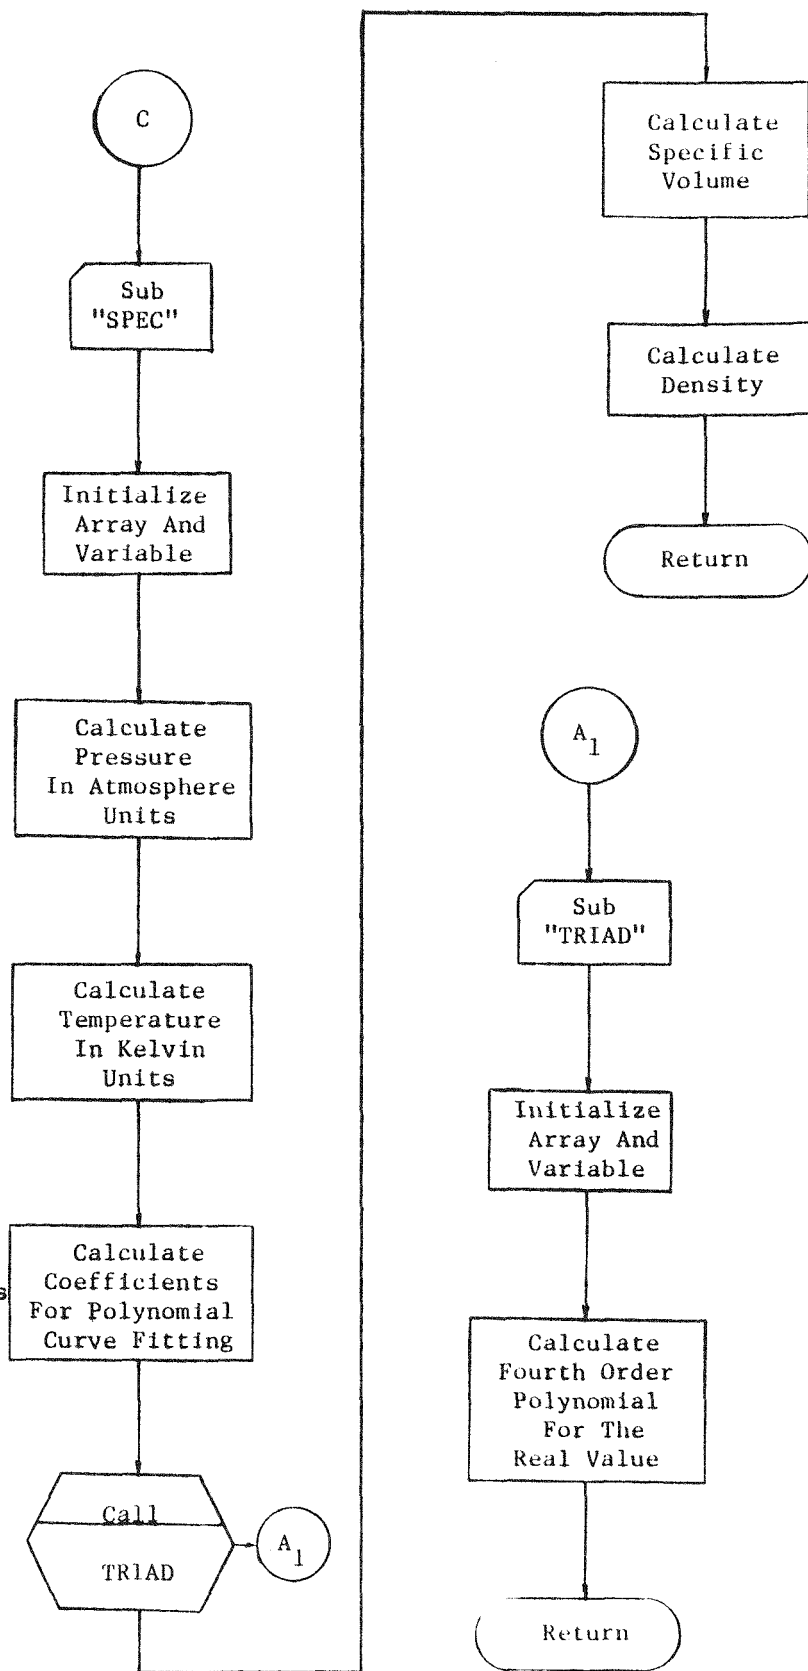 C
Sub
"SPEC"
Initialize
Array And
Variable
Calculate
Pressure
In Atmosphere
Units
Calculate
Temperature
In Kelvin
Units
s
Calculate
Coefficients
For Polynomial
Curve Fitting
Call
TRIAD
A1
Calculate
Specific
Volume
Calculate
Density
Return
A1
Sub
"TRIAD"
Initialize
Array And
Variable
Calculate
Fourth Order
Polynomial
For The
Real Value
Return